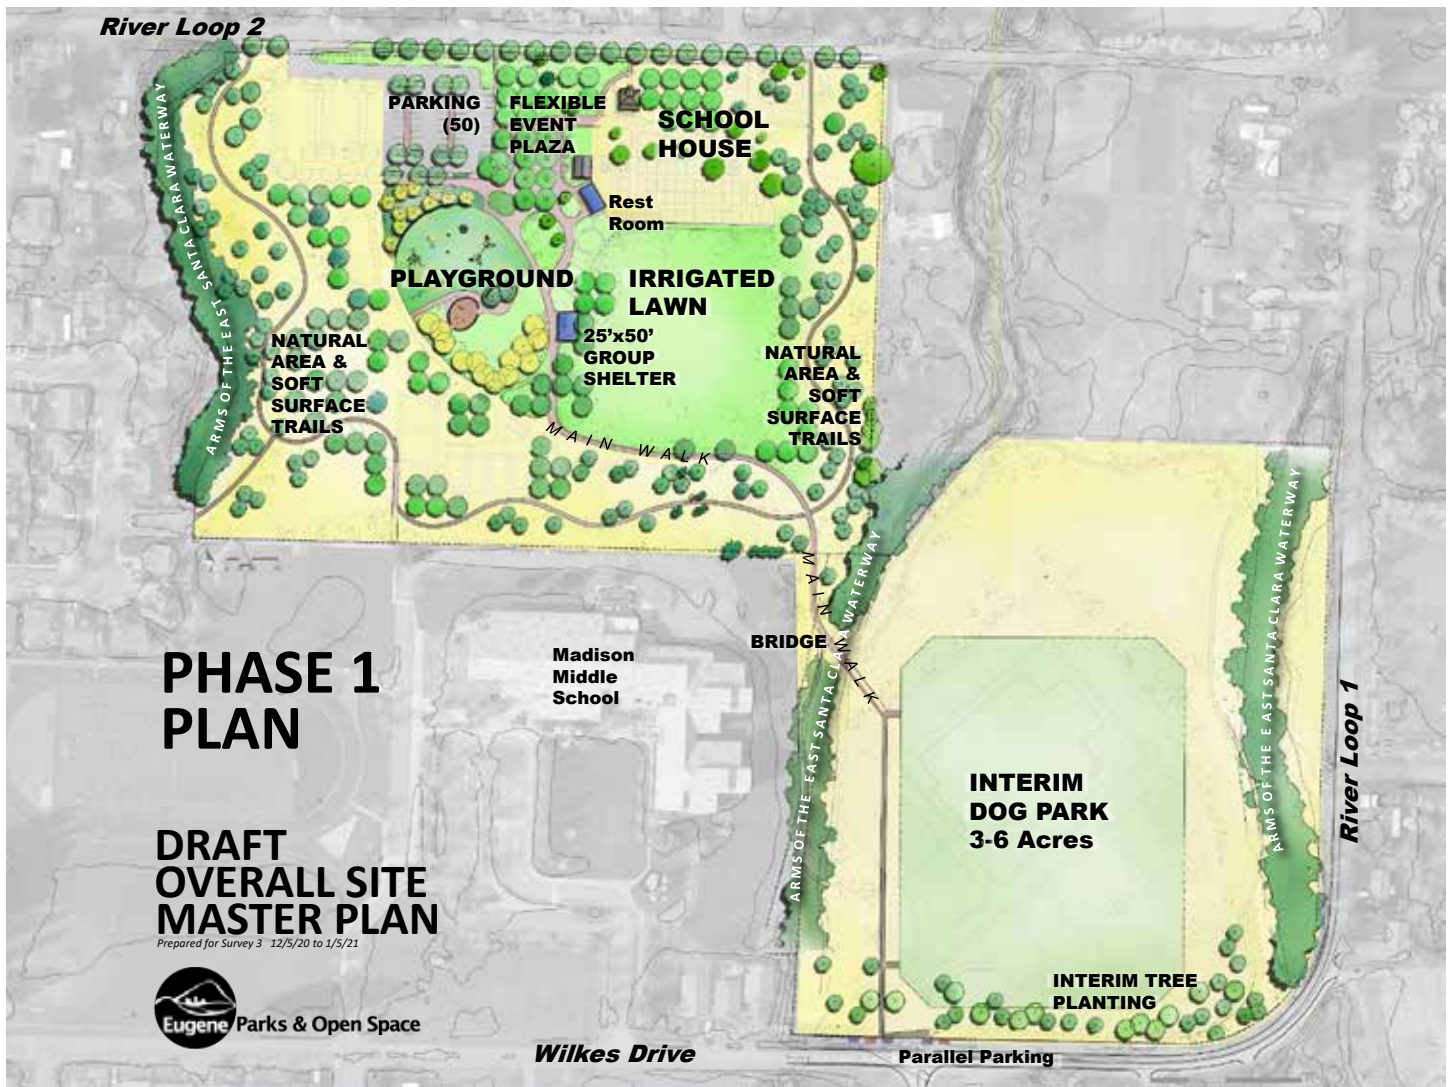 River Loop 2
PARKING
(50)
FLEXIBLE
EVENT
PLAZA
SCHOOL
HOUSE
Rest
Room
PLAYGROUND
IRRIGATED
LAWN
25'x50'
GROUP
SHELTER
NATURAL
AREA &
SOFT
SURFACE
TRAILS
NATURAL
AREA &
SOFT
SURFACE
TRAILS
ARMS OF THE EAST SANTA CLARA WATERWAY
MAIN WALK
MAIN WALK
BRIDGE
ARMS OF THE EAST SANTA CLARA WATERWAY
ARMS OF THE EAST SANTA CLARA WATERWAY
Madison
Middle
School
INTERIM
DOG PARK
3-6 Acres
River Loop 1
INTERIM TREE
PLANTING
PHASE 1
PLAN
DRAFT
OVERALL SITE
MASTER PLAN
Prepared for Survey 3 12/5/20 to 1/5/21
Eugene Parks & Open Space
Wilkes Drive
Parallel Parking